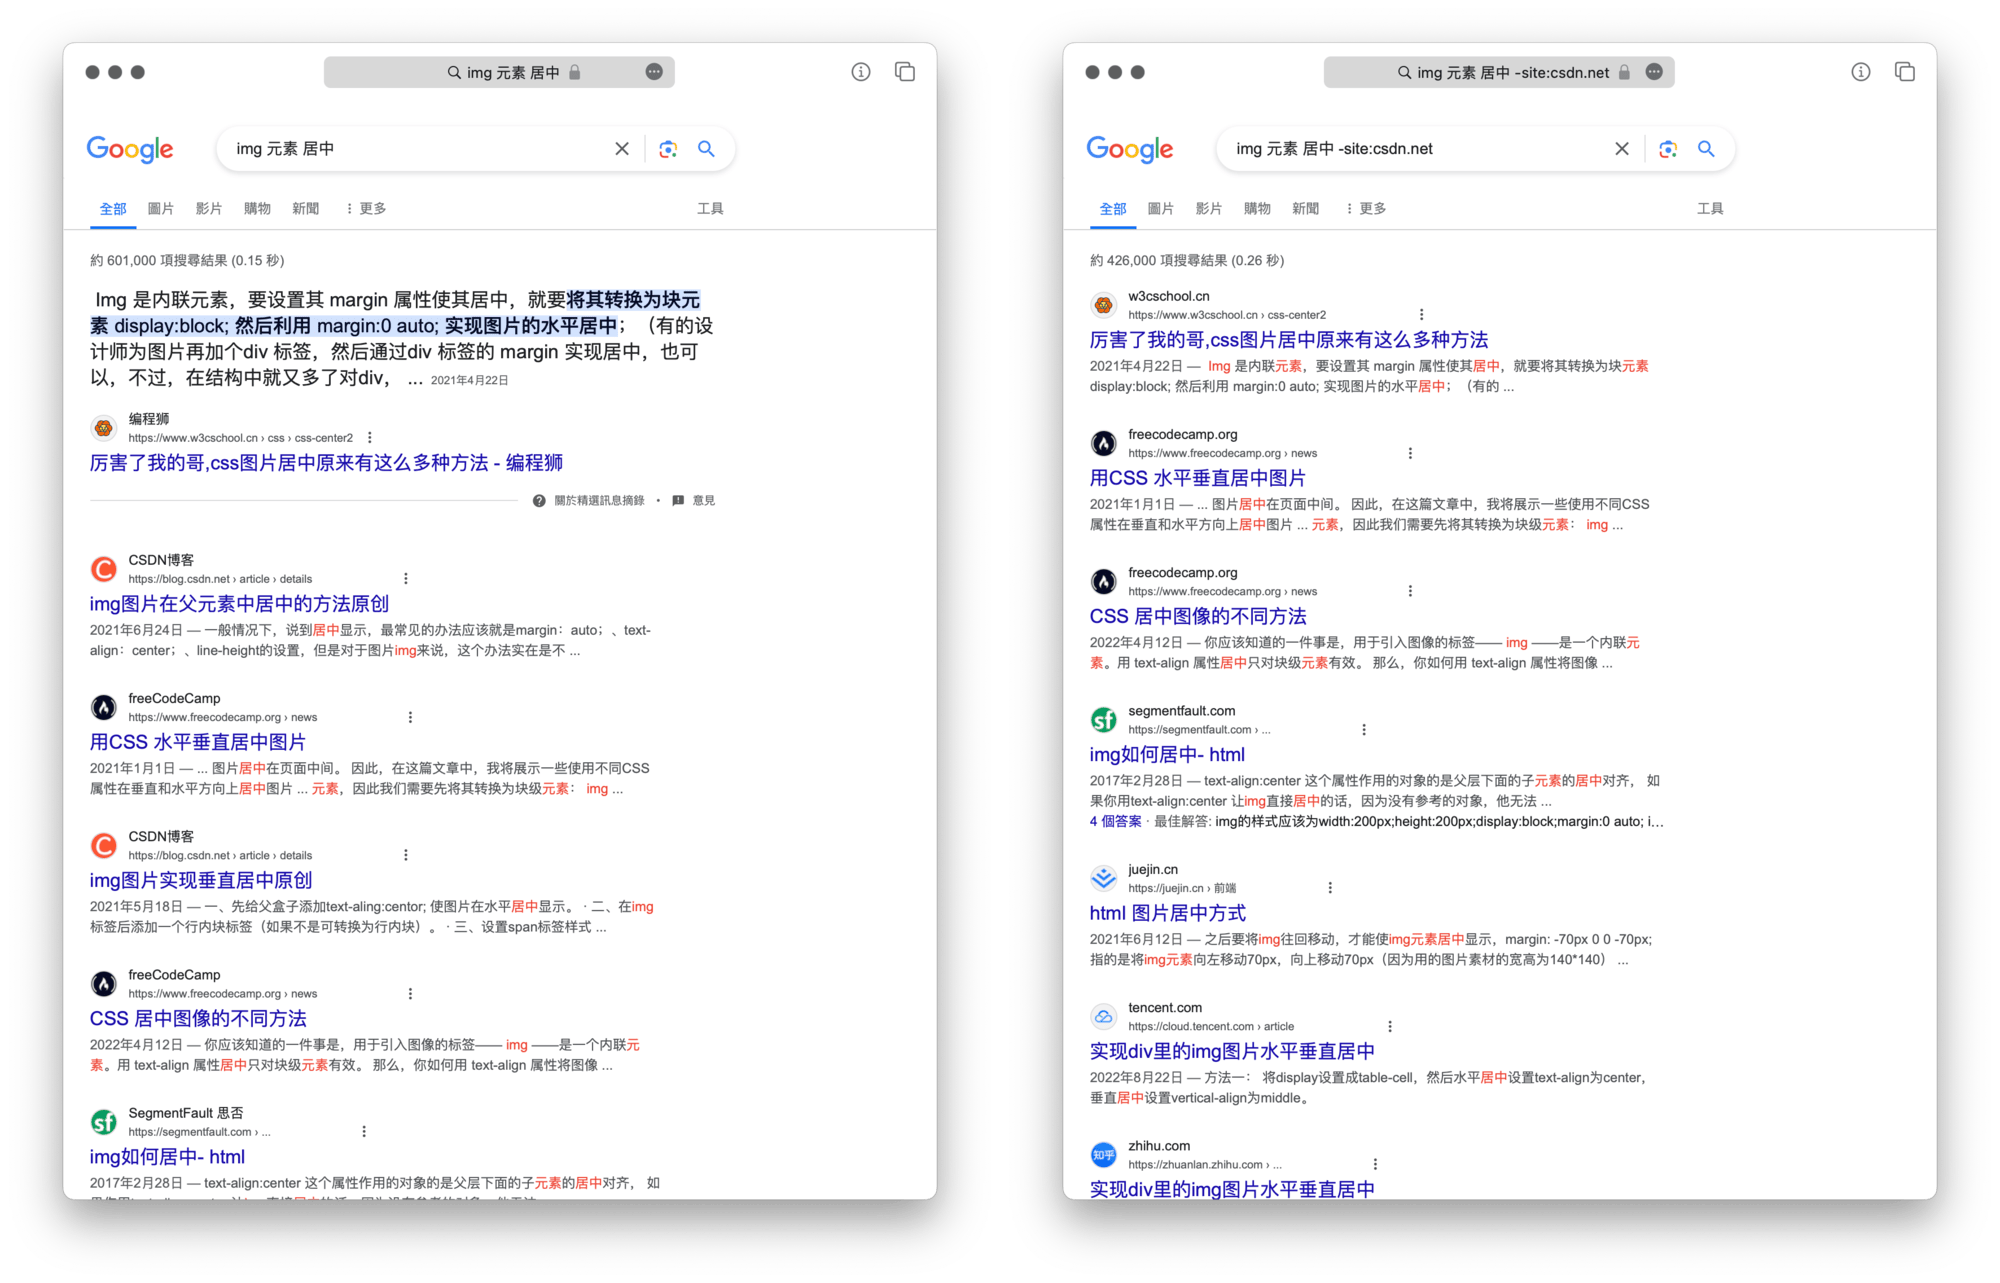 img 元素 居中
Google
img 元素 居中
全部 圖片 影片 購物 新聞 更多 工具
約 601,000 項搜尋結果 (0.15 秒)
Img 是内联元素，要设置其 margin 属性使其居中，就要将其转换为块元
素 display:block; 然后利用 margin:0 auto; 实现图片的水平居中；（有的设
计师为图片再加个div 标签，然后通过div 标签的 margin 实现居中，也可
以，不过，在结构中就又多了对div， ... 2021年4月22日
编程狮
https://www.w3cschool.cn › css › css-center2
厉害了我的哥,css图片居中原来有这么多种方法 - 编程狮
關於精選訊息摘錄 • 意見
CSDN博客
https://blog.csdn.net › article › details
img图片在父元素中居中的方法原创
2021年6月24日 — 一般情况下，说到居中显示，最常见的办法应该就是margin：auto；、text-
align：center；、line-height的设置，但是对于图片img来说，这个办法实在是不 ...
freeCodeCamp
https://www.freecodecamp.org › news
用CSS 水平垂直居中图片
2021年1月1日 — ... 图片居中在页面中间。 因此，在这篇文章中，我将展示一些使用不同CSS
属性在垂直和水平方向上居中图片 ... 元素，因此我们需要先将其转换为块级元素： img ...
CSDN博客
https://blog.csdn.net › article › details
img图片实现垂直居中原创
2021年5月18日 — 一、先给父盒子添加text-aling:centor; 使图片在水平居中显示。 · 二、在img
标签后添加一个行内块标签（如果不是可转换为行内块）。 · 三、设置span标签样式 ...
freeCodeCamp
https://www.freecodecamp.org › news
CSS 居中图像的不同方法
2022年4月12日 — 你应该知道的一件事是，用于引入图像的标签—— img ——是一个内联元
素。用 text-align 属性居中只对块级元素有效。 那么，你如何用 text-align 属性将图像 ...
SegmentFault 思否
https://segmentfault.com › ...
img如何居中- html
2017年2月28日 — text-align:center 这个属性作用的对象的是父层下面的子元素的居中对齐， 如
img 元素 居中 -site:csdn.net
Google
img 元素 居中 -site:csdn.net
全部 圖片 影片 購物 新聞 更多 工具
約 426,000 項搜尋結果 (0.26 秒)
w3cschool.cn
https://www.w3cschool.cn › css-center2
厉害了我的哥,css图片居中原来有这么多种方法
2021年4月22日 — Img 是内联元素，要设置其 margin 属性使其居中，就要将其转换为块元素
display:block; 然后利用 margin:0 auto; 实现图片的水平居中；（有的 ...
freecodecamp.org
https://www.freecodecamp.org › news
用CSS 水平垂直居中图片
2021年1月1日 — ... 图片居中在页面中间。 因此，在这篇文章中，我将展示一些使用不同CSS
属性在垂直和水平方向上居中图片 ... 元素，因此我们需要先将其转换为块级元素： img ...
freecodecamp.org
https://www.freecodecamp.org › news
CSS 居中图像的不同方法
2022年4月12日 — 你应该知道的一件事是，用于引入图像的标签—— img ——是一个内联元
素。用 text-align 属性居中只对块级元素有效。 那么，你如何用 text-align 属性将图像 ...
segmentfault.com
https://segmentfault.com › ...
img如何居中- html
2017年2月28日 — text-align:center 这个属性作用的对象的是父层下面的子元素的居中对齐， 如
果你用text-align:center 让img直接居中的话，因为没有参考的对象，他无法 ...
4 個答案 · 最佳解答: img的样式应该为width:200px;height:200px;display:block;margin:0 auto; i...
juejin.cn
https://juejin.cn › 前端
html 图片居中方式
2021年6月12日 — 之后要将img往回移动，才能使img元素居中显示，margin: -70px 0 0 -70px;
指的是将img元素向左移动70px，向上移动70px（因为用的图片素材的宽高为140*140） ...
tencent.com
https://cloud.tencent.com › article
实现div里的img图片水平垂直居中
2022年8月22日 — 方法一： 将display设置成table-cell，然后水平居中设置text-align为center，
垂直居中设置vertical-align为middle。
知乎
zhihu.com
https://zhuanlan.zhihu.com › ...
实现div里的img图片水平垂直居中